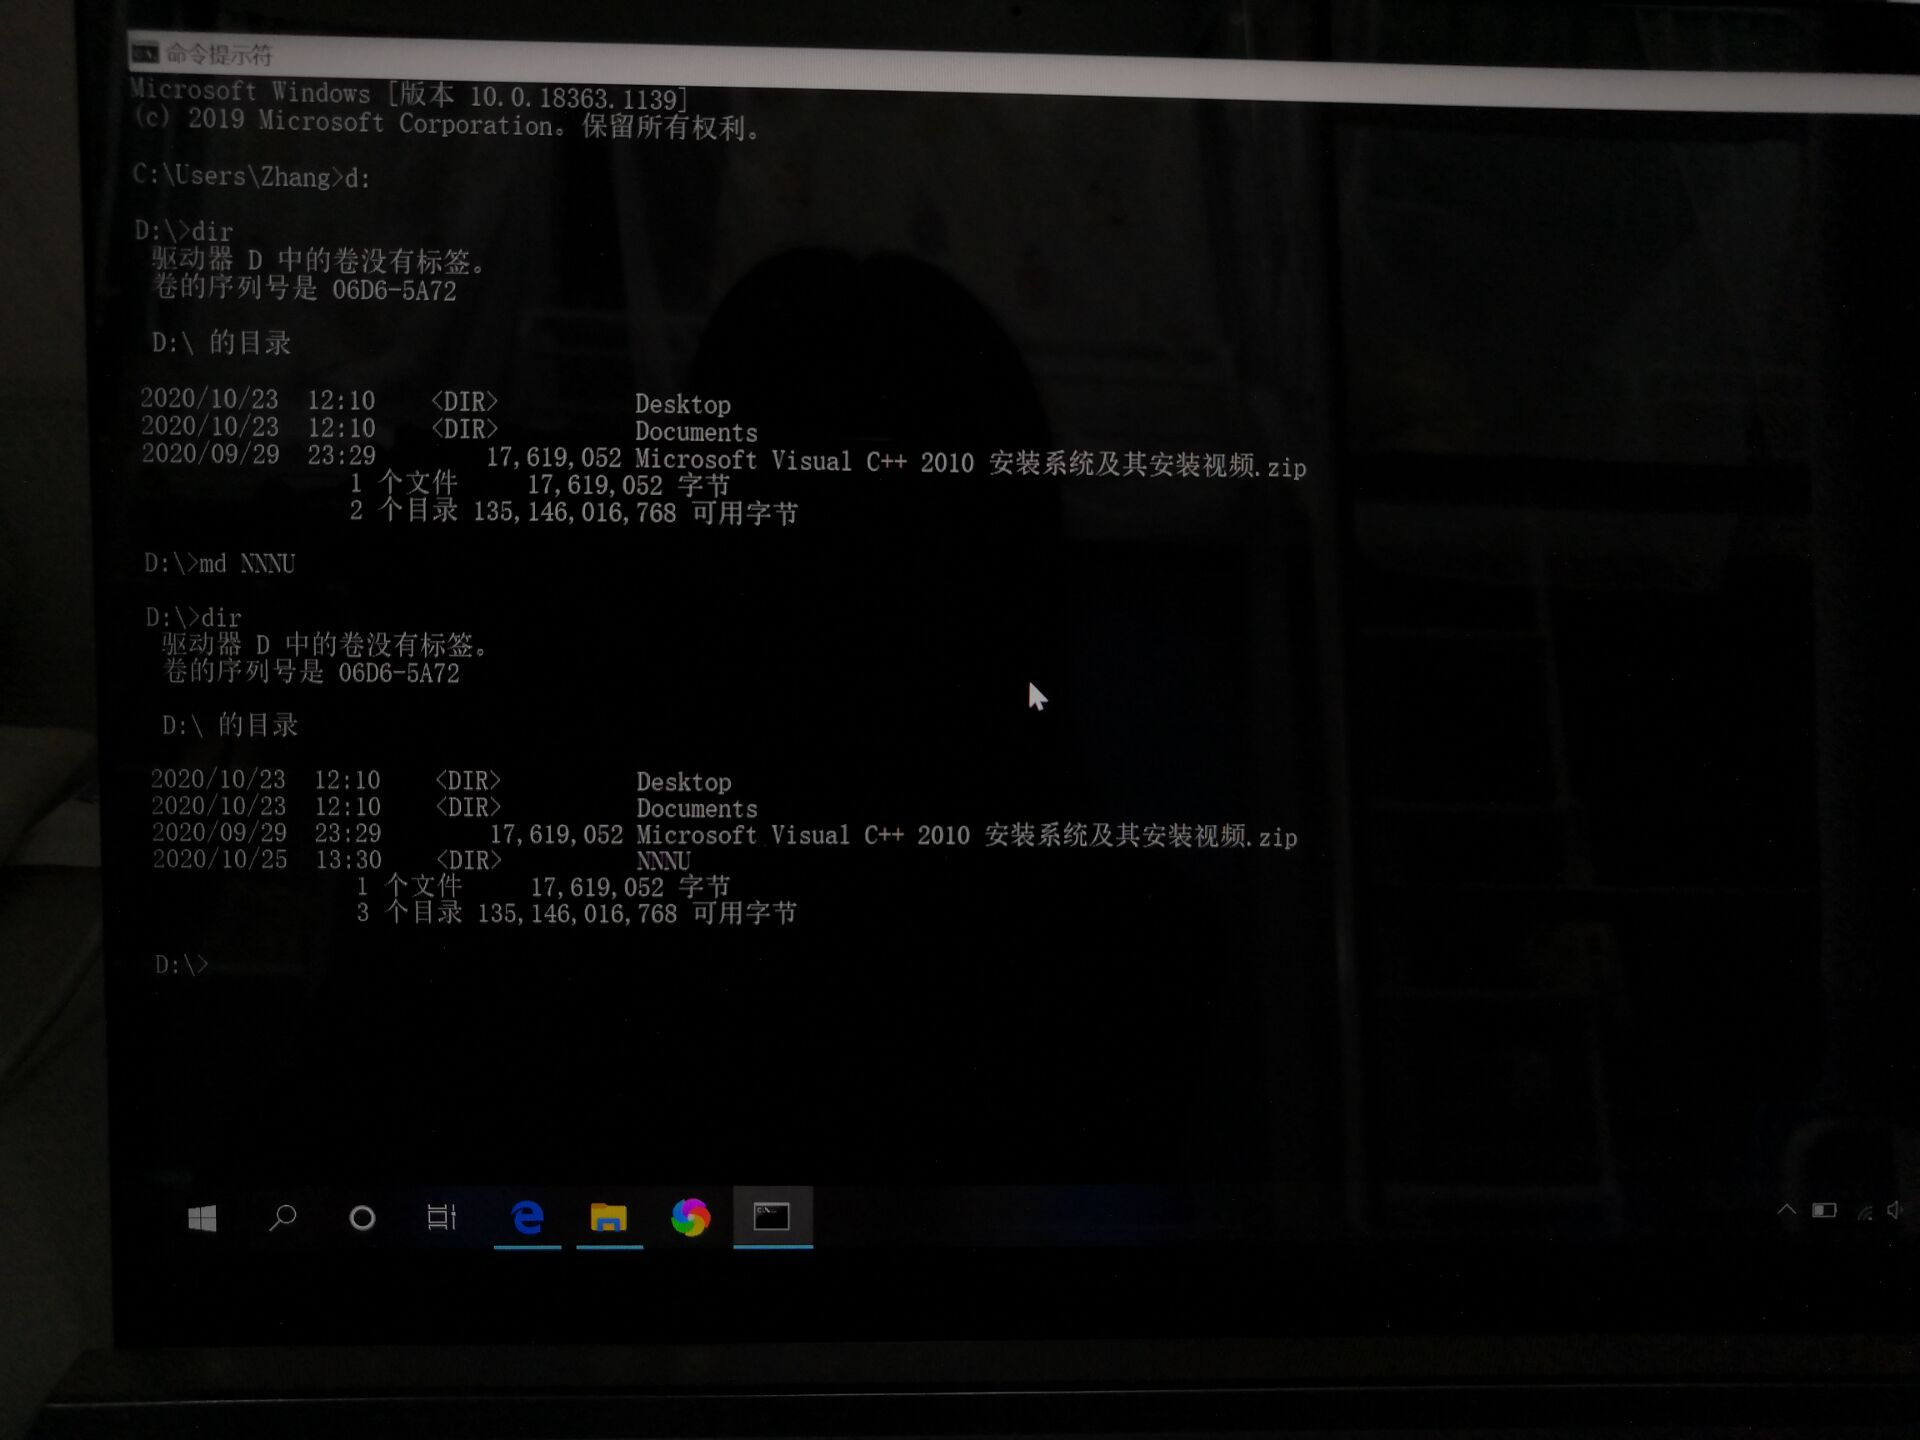 命令提示符
Microsoft Windows [版本 10.0.18363.1139]
(c) 2019 Microsoft Corporation。保留所有权利。
C:\Users\Zhang>d:
D:\>dir
驱动器 D 中的卷没有标签。
卷的序列号是 06D6-5A72
D:\ 的目录
2020/10/23 12:10 <DIR> Desktop
2020/10/23 12:10 <DIR> Documents
2020/09/29 23:29 17,619,052 Microsoft Visual C++ 2010 安装系统及其安装视频.zip
1 个文件 17,619,052 字节
2 个目录 135,146,016,768 可用字节
D:\>md NNNU
D:\>dir
驱动器 D 中的卷没有标签。
卷的序列号是 06D6-5A72
D:\ 的目录
2020/10/23 12:10 <DIR> Desktop
2020/10/23 12:10 <DIR> Documents
2020/09/29 23:29 17,619,052 Microsoft Visual C++ 2010 安装系统及其安装视频.zip
2020/10/25 13:30 <DIR> NNNU
1 个文件 17,619,052 字节
3 个目录 135,146,016,768 可用字节
D:\>